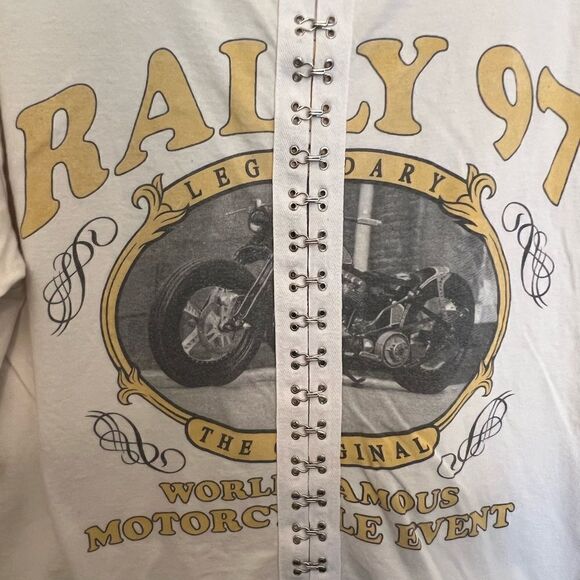 RALLY 97
LEGENDARY
THE ORIGINAL
WORLD FAMOUS
MOTORCYCLE EVENT